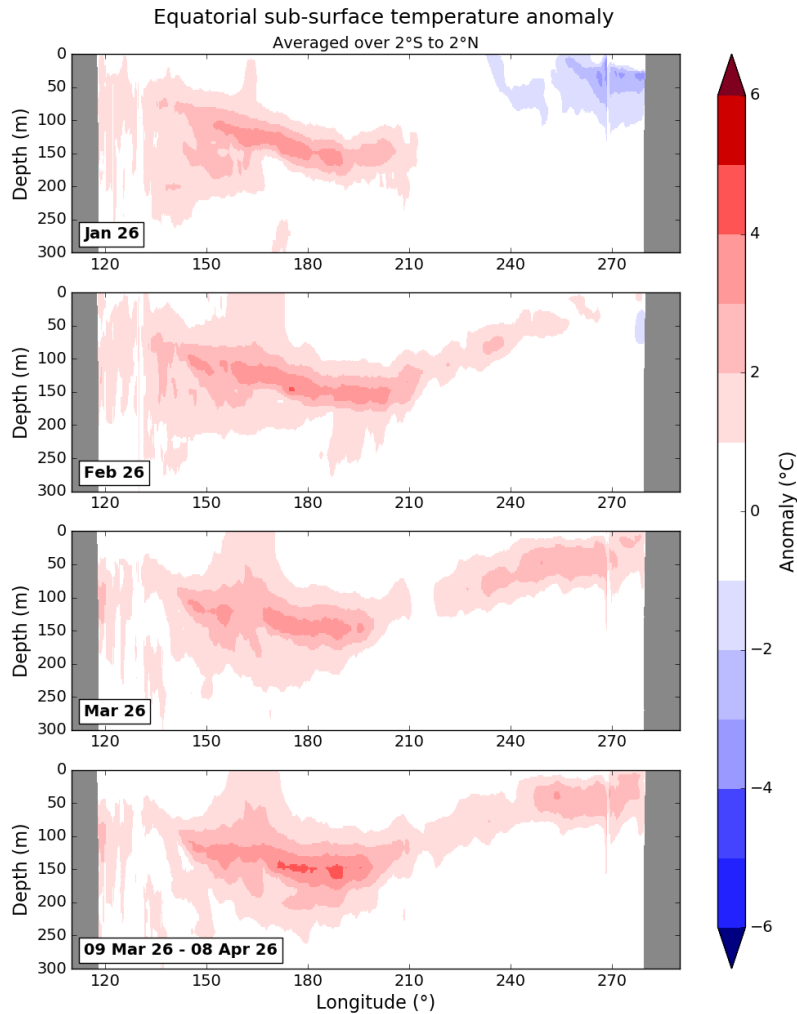 Equatorial sub-surface temperature anomaly
Averaged over 2°S to 2°N
Depth (m)
0
50
100
150
200
250
300
Jan 26
120 150 180 210 240 270
Depth (m)
0
50
100
150
200
250
300
Feb 26
120 150 180 210 240 270
Depth (m)
0
50
100
150
200
250
300
Mar 26
120 150 180 210 240 270
Depth (m)
0
50
100
150
200
250
300
09 Mar 26 - 08 Apr 26
120 150 180 210 240 270
Longitude (°)
6
4
2
0
−2
−4
−6
Anomaly (°C)